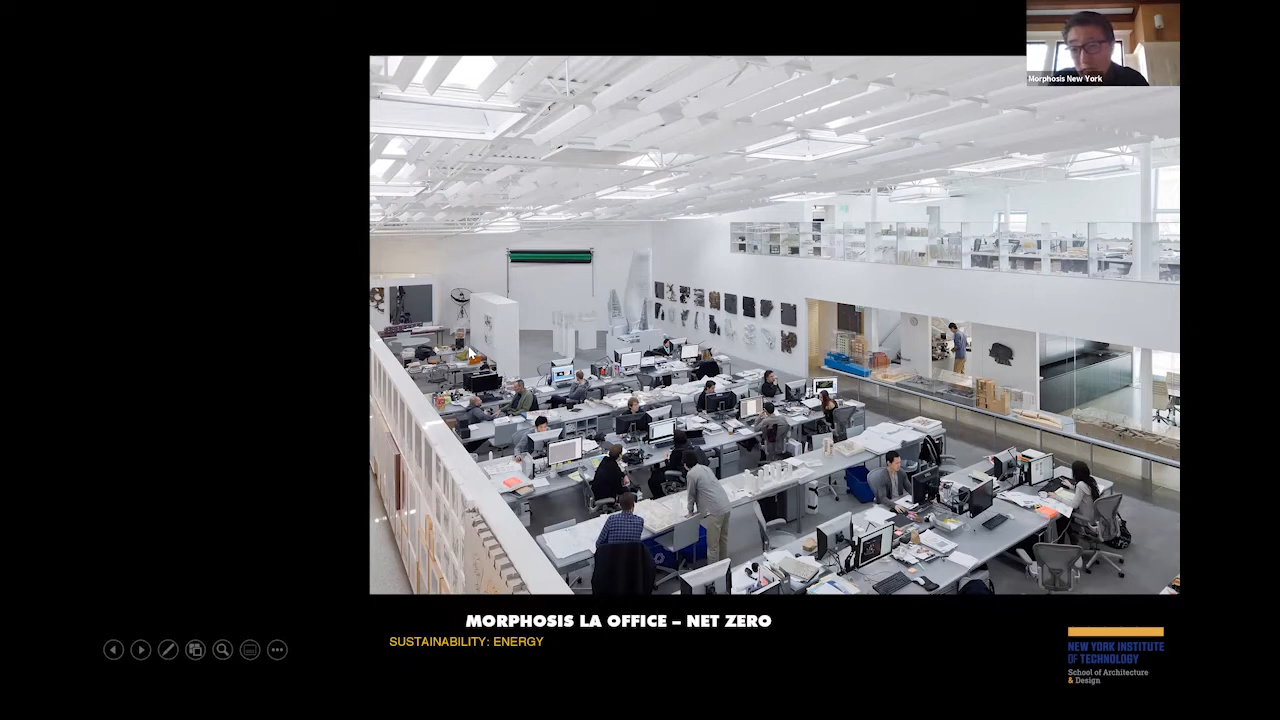 Morphosis New York
MORPHOSIS LA OFFICE – NET ZERO
SUSTAINABILITY: ENERGY
NEW YORK INSTITUTE
OF TECHNOLOGY
School of Architecture
& Design